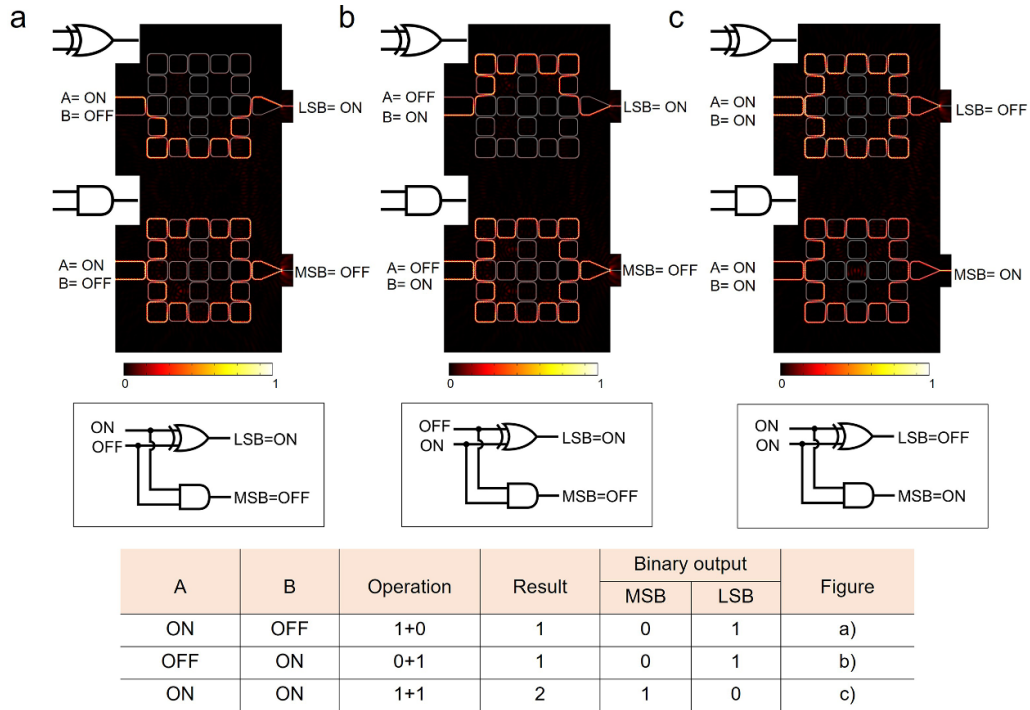 a
A= ON
B= OFF
LSB= ON
A= ON
B= OFF
MSB= OFF
0 1
ON
OFF
LSB=ON
MSB=OFF
b
A= OFF
B= ON
LSB= ON
A= OFF
B= ON
MSB= OFF
0 1
OFF
ON
LSB=ON
MSB=OFF
c
A= ON
B= ON
LSB= OFF
A= ON
B= ON
MSB= ON
0 1
ON
ON
LSB=OFF
MSB=ON
Binary output
A B Operation Result MSB LSB Figure
ON OFF 1+0 1 0 1 a)
OFF ON 0+1 1 0 1 b)
ON ON 1+1 2 1 0 c)